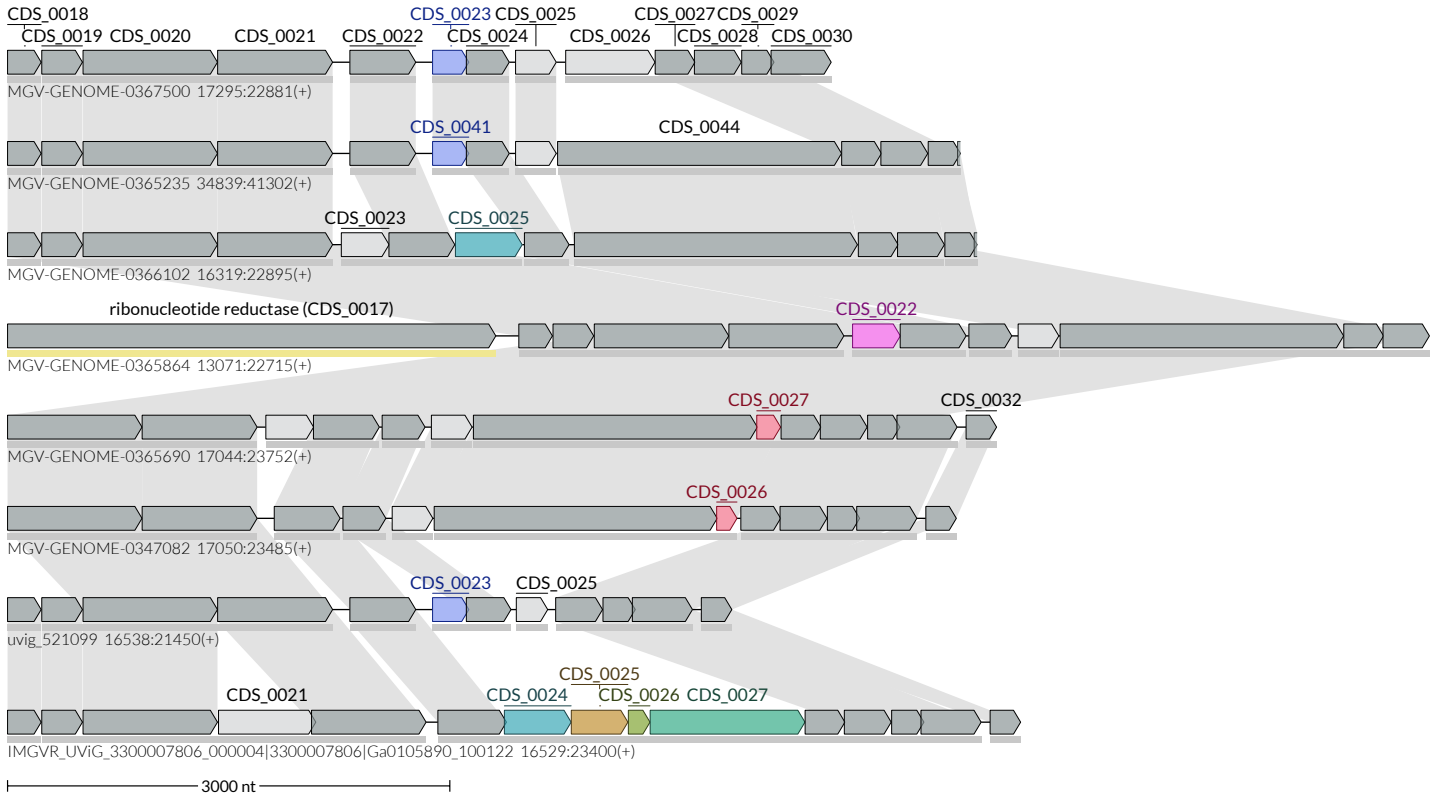 CDS_0018 CDS_0023 CDS_0025 CDS_0027 CDS_0029
CDS_0019 CDS_0020 CDS_0021 CDS_0022 CDS_0024 CDS_0026 CDS_0028 CDS_0030
MGV-GENOME-0367500 17295:22881(+)
CDS_0041 CDS_0044
MGV-GENOME-0365235 34839:41302(+)
CDS_0023 CDS_0025
MGV-GENOME-0366102 16319:22895(+)
ribonucleotide reductase (CDS_0017) CDS_0022
MGV-GENOME-0365864 13071:22715(+)
CDS_0027 CDS_0032
MGV-GENOME-0365690 17044:23752(+)
CDS_0026
MGV-GENOME-0347082 17050:23485(+)
CDS_0023 CDS_0025
uvig_521099 16538:21450(+)
CDS_0025
CDS_0021 CDS_0024 CDS_0026 CDS_0027
IMGVR_UViG_3300007806_000004|3300007806|Ga0105890_100122 16529:23400(+)
3000 nt